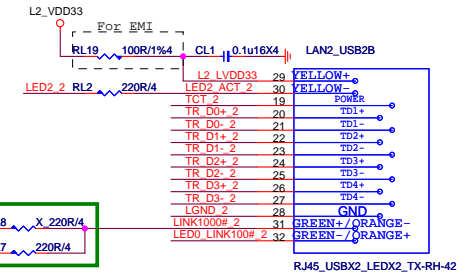 L2_VDD33
For EMI
RL19 100R/1%4 CL1 0.1u16X4 LAN2_USB2B
L2_LVDD33 29 YELLOW+
LED2_2 RL2 220R/4 LED2_ACT_2 30 YELLOW-
TCT_2 19 POWER
TR_D0+_2 20 TD1+
TR_D0-_2 21 TD1-
TR_D1+_2 22 TD2+
TR_D1-_2 23 TD2-
TR_D2+_2 24 TD3+
TR_D2-_2 25 TD3-
TR_D3+_2 26 TD4+
TR_D3-_2 27 TD4-
LGND_2 28 GND
8 X_220R/4 LINK1000#_2 31 GREEN+/ORANGE-
7 220R/4 LED0_LINK100#_2 32 GREEN-/ORANGE+
RJ45_USBX2_LEDX2_TX-RH-42